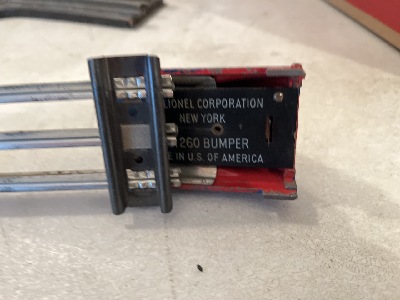 LIONEL CORPORATION
NEW YORK
260 BUMPER
IN U.S. OF AMERICA